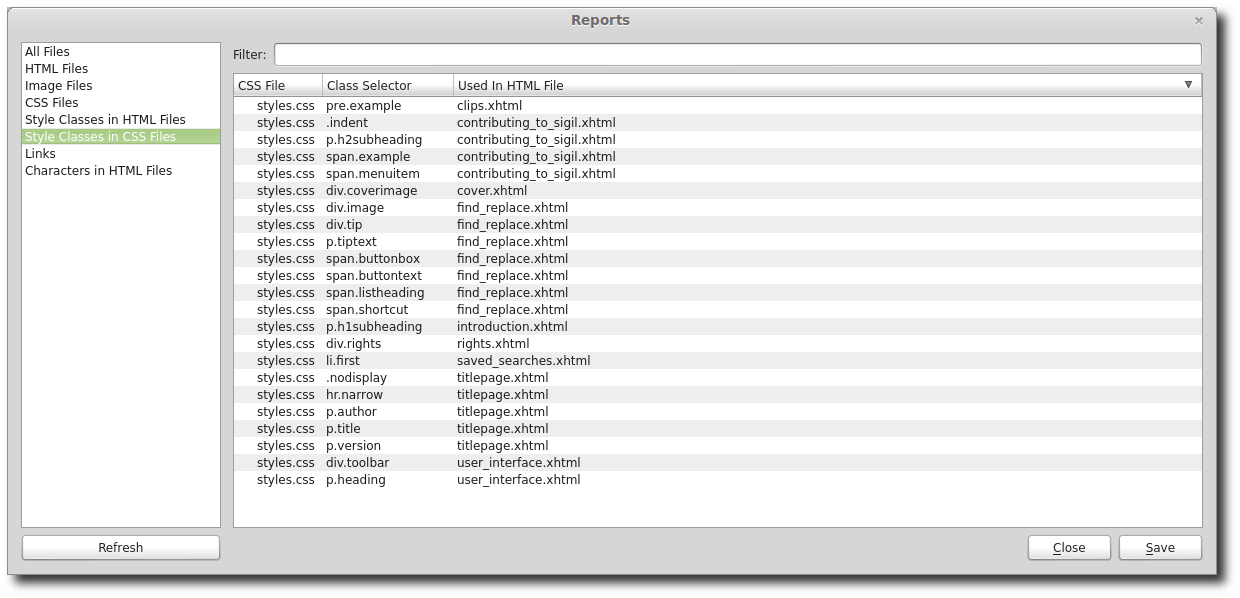 Reports
All Files
HTML Files
Image Files
CSS Files
Style Classes in HTML Files
Style Classes in CSS Files
Links
Characters in HTML Files
Refresh
Filter:
CSS File Class Selector Used In HTML File
styles.css pre.example clips.xhtml
styles.css .indent contributing_to_sigil.xhtml
styles.css p.h2subheading contributing_to_sigil.xhtml
styles.css span.example contributing_to_sigil.xhtml
styles.css span.menuitem contributing_to_sigil.xhtml
styles.css div.coverimage cover.xhtml
styles.css div.image find_replace.xhtml
styles.css div.tip find_replace.xhtml
styles.css p.tiptext find_replace.xhtml
styles.css span.buttonbox find_replace.xhtml
styles.css span.buttontext find_replace.xhtml
styles.css span.listheading find_replace.xhtml
styles.css span.shortcut find_replace.xhtml
styles.css p.h1subheading introduction.xhtml
styles.css div.rights rights.xhtml
styles.css li.first saved_searches.xhtml
styles.css .nodisplay titlepage.xhtml
styles.css hr.narrow titlepage.xhtml
styles.css p.author titlepage.xhtml
styles.css p.title titlepage.xhtml
styles.css p.version titlepage.xhtml
styles.css div.toolbar user_interface.xhtml
styles.css p.heading user_interface.xhtml
Close Save